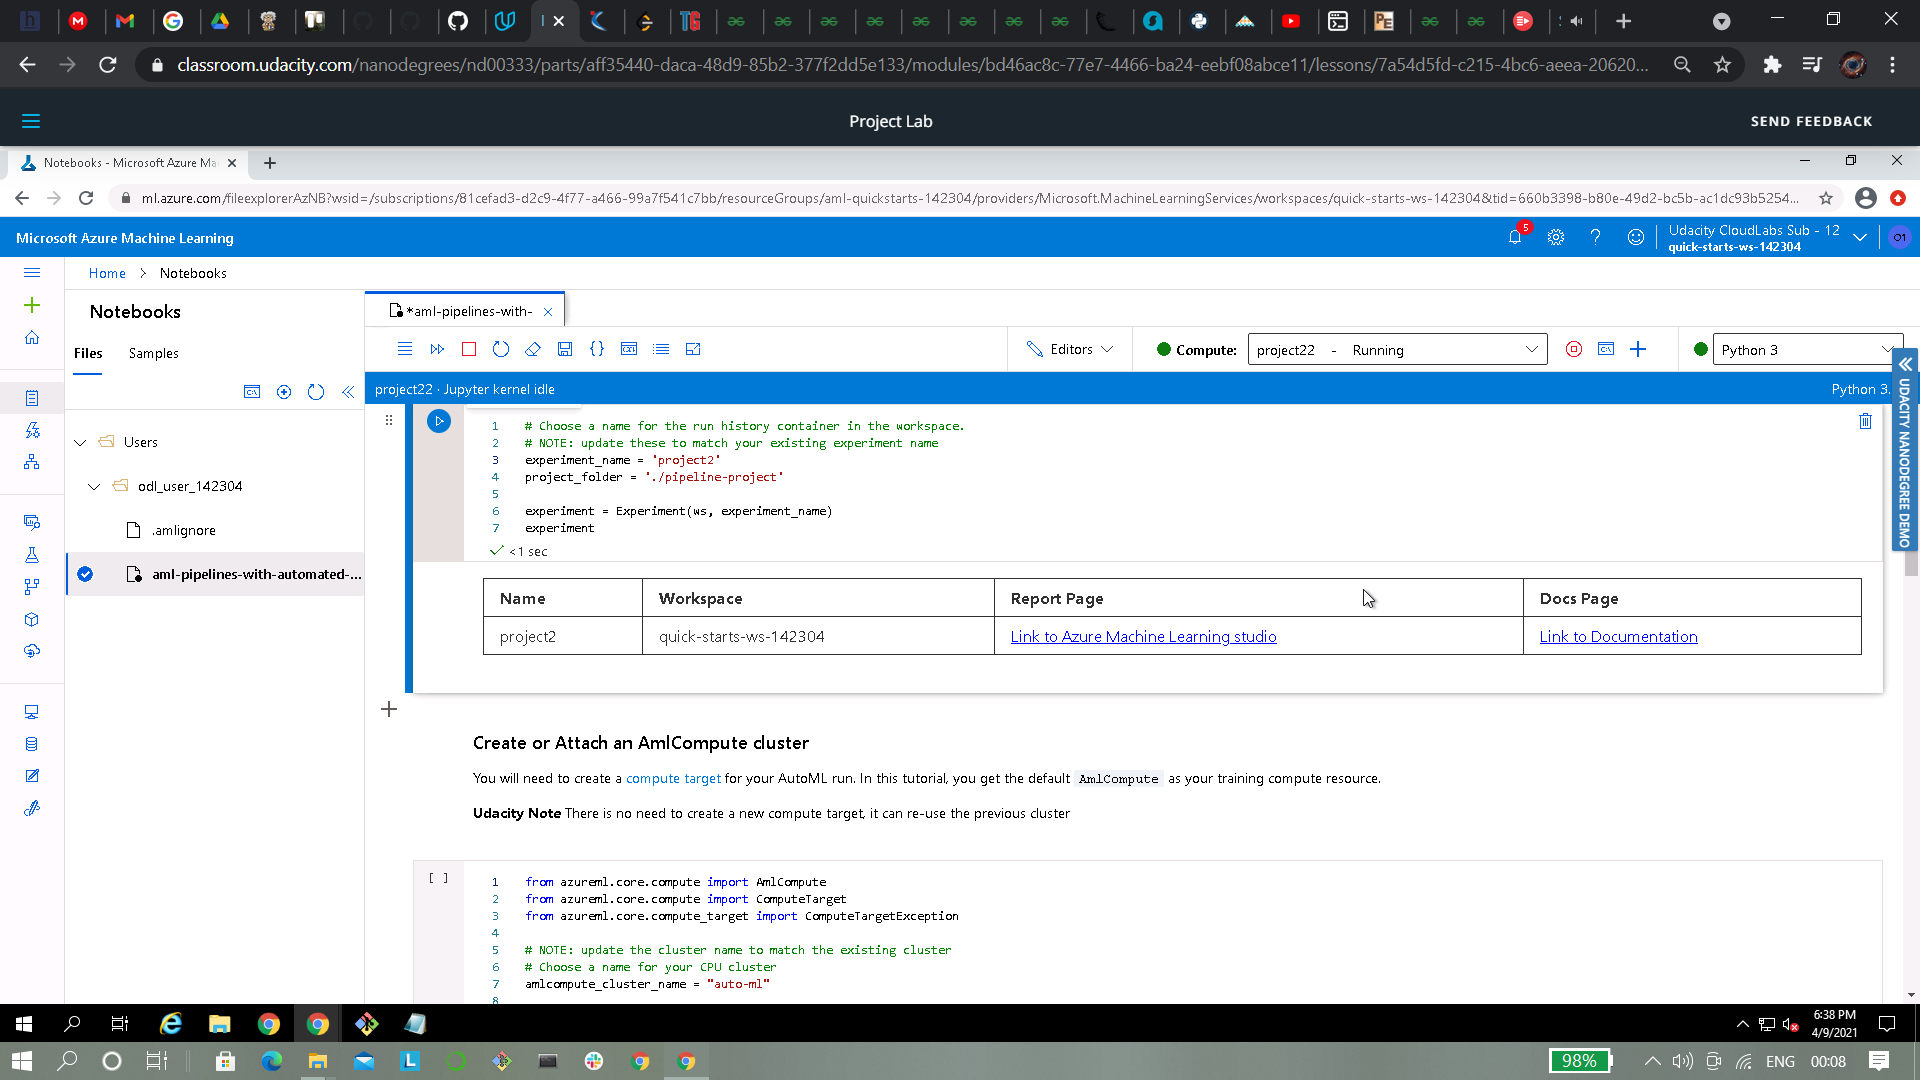 classroom.udacity.com/nanodegrees/nd00333/parts/aff35440-daca-48d9-85b2-377f2dd5e133/modules/bd46ac8c-77e7-4466-ba24-eebf08abce11/lessons/7a54d5fd-c215-4bc6-aeea-20620...
Project Lab
SEND FEEDBACK
Notebooks - Microsoft Azure Ma
ml.azure.com/fileexplorerAzNB?wsid=/subscriptions/81cefad3-d2c9-4f77-a466-99a7f541c7bb/resourceGroups/aml-quickstarts-142304/providers/Microsoft.MachineLearningServices/workspaces/quick-starts-ws-142304&tid=660b3398-b80e-49d2-bc5b-ac1dc93b5254...
Microsoft Azure Machine Learning
5
Udacity CloudLabs Sub - 12
quick-starts-ws-142304
O1
Home > Notebooks
Notebooks
Files
Samples
Users
odl_user_142304
.amlignore
aml-pipelines-with-automated-...
*aml-pipelines-with-
Editors
Compute: project22 - Running
Python 3
project22 · Jupyter kernel idle
Python 3.
UDACITY NANODEGREE DEMO
1 # Choose a name for the run history container in the workspace.
2 # NOTE: update these to match your existing experiment name
3 experiment_name = 'project2'
4 project_folder = './pipeline-project'
5
6 experiment = Experiment(ws, experiment_name)
7 experiment
<1 sec
Name Workspace Report Page Docs Page
project2 quick-starts-ws-142304 Link to Azure Machine Learning studio Link to Documentation
Create or Attach an AmlCompute cluster
You will need to create a compute target for your AutoML run. In this tutorial, you get the default AmlCompute as your training compute resource.
Udacity Note There is no need to create a new compute target, it can re-use the previous cluster
[ ]
1 from azureml.core.compute import AmlCompute
2 from azureml.core.compute import ComputeTarget
3 from azureml.core.compute_target import ComputeTargetException
4
5 # NOTE: update the cluster name to match the existing cluster
6 # Choose a name for your CPU cluster
7 amlcompute_cluster_name = "auto-ml"
8
6:38 PM
4/9/2021
98%
ENG
00:08